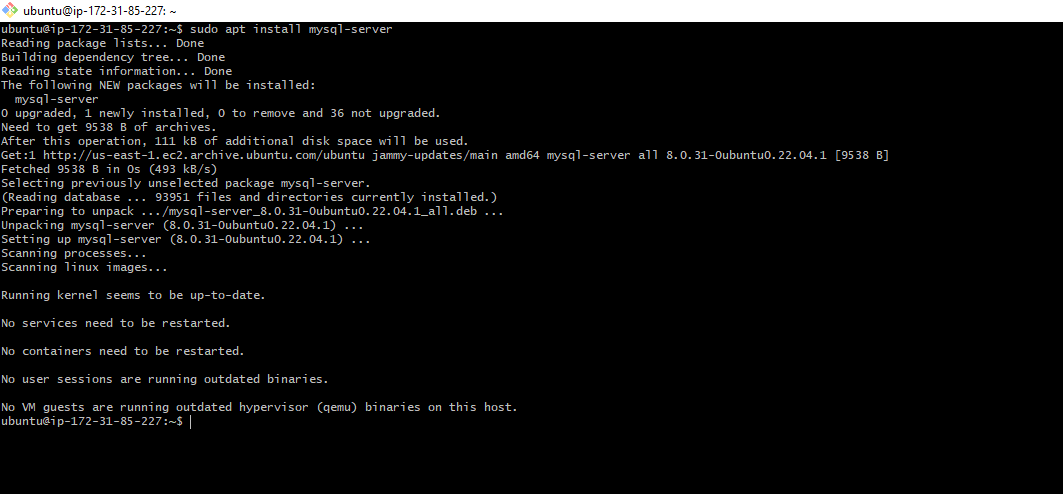 ubuntu@ip-172-31-85-227: ~
ubuntu@ip-172-31-85-227:~$ sudo apt install mysql-server
Reading package lists... Done
Building dependency tree... Done
Reading state information... Done
The following NEW packages will be installed:
  mysql-server
0 upgraded, 1 newly installed, 0 to remove and 36 not upgraded.
Need to get 9538 B of archives.
After this operation, 111 kB of additional disk space will be used.
Get:1 http://us-east-1.ec2.archive.ubuntu.com/ubuntu jammy-updates/main amd64 mysql-server all 8.0.31-0ubuntu0.22.04.1 [9538 B]
Fetched 9538 B in 0s (493 kB/s)
Selecting previously unselected package mysql-server.
(Reading database ... 93951 files and directories currently installed.)
Preparing to unpack .../mysql-server_8.0.31-0ubuntu0.22.04.1_all.deb ...
Unpacking mysql-server (8.0.31-0ubuntu0.22.04.1) ...
Setting up mysql-server (8.0.31-0ubuntu0.22.04.1) ...
Scanning processes...
Scanning linux images...
Running kernel seems to be up-to-date.
No services need to be restarted.
No containers need to be restarted.
No user sessions are running outdated binaries.
No VM guests are running outdated hypervisor (qemu) binaries on this host.
ubuntu@ip-172-31-85-227:~$